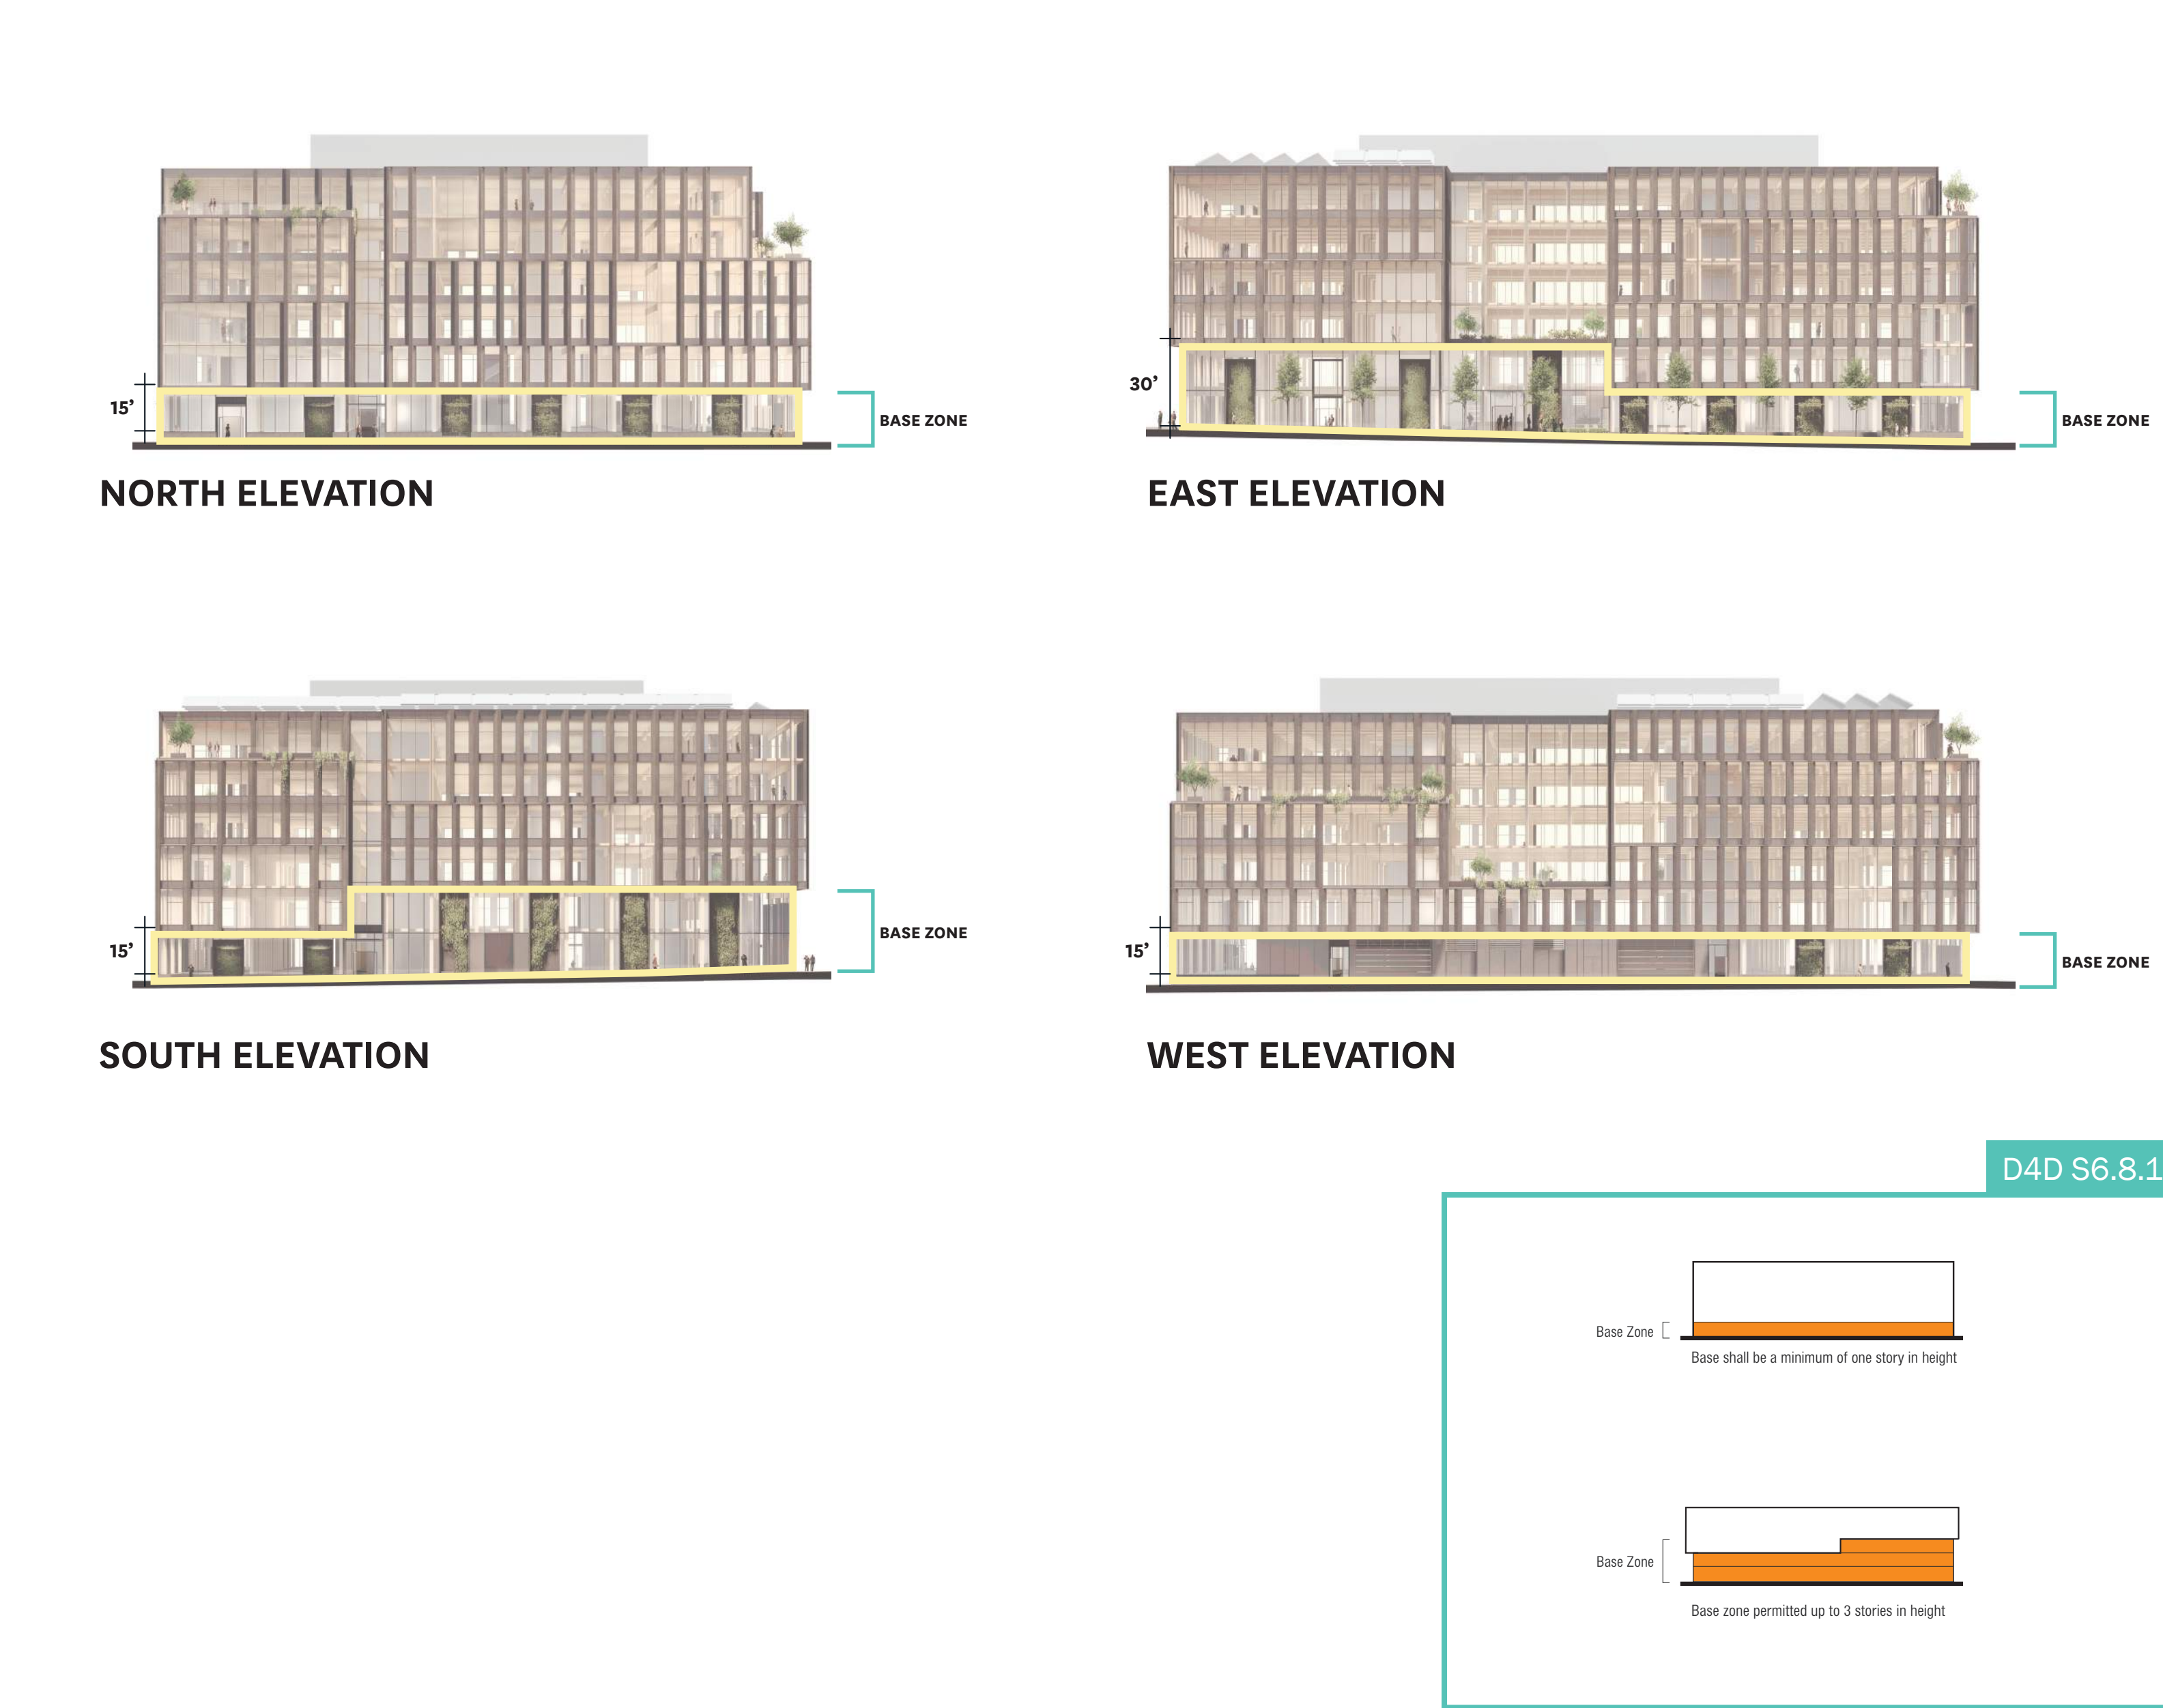 15’
BASE ZONE
NORTH ELEVATION
30’
BASE ZONE
EAST ELEVATION
15’
BASE ZONE
SOUTH ELEVATION
15’
BASE ZONE
WEST ELEVATION
D4D S6.8.1
Base Zone
Base shall be a minimum of one story in height
Base Zone
Base zone permitted up to 3 stories in height